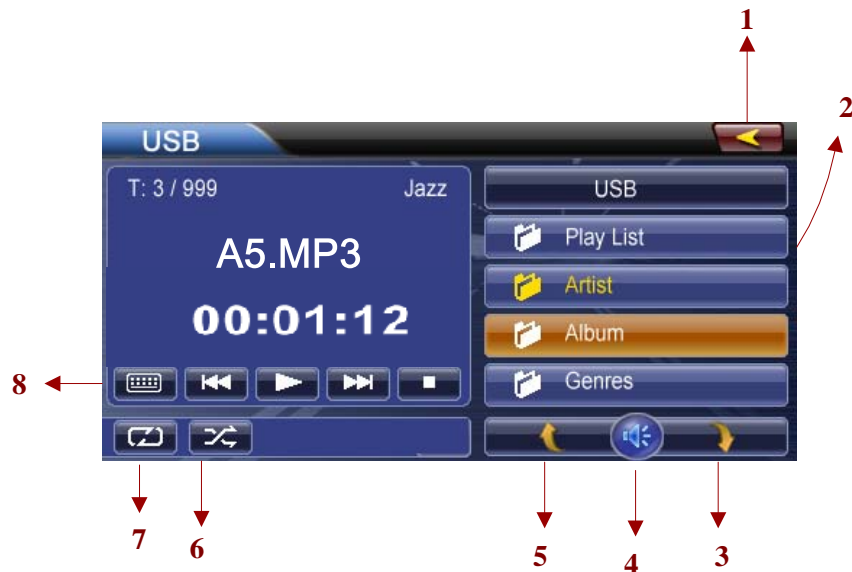 1
2
USB
T: 3 / 999 Jazz
A5.MP3
00:01:12
USB
Play List
Artist
Album
Genres
8
7
6
5
4
3